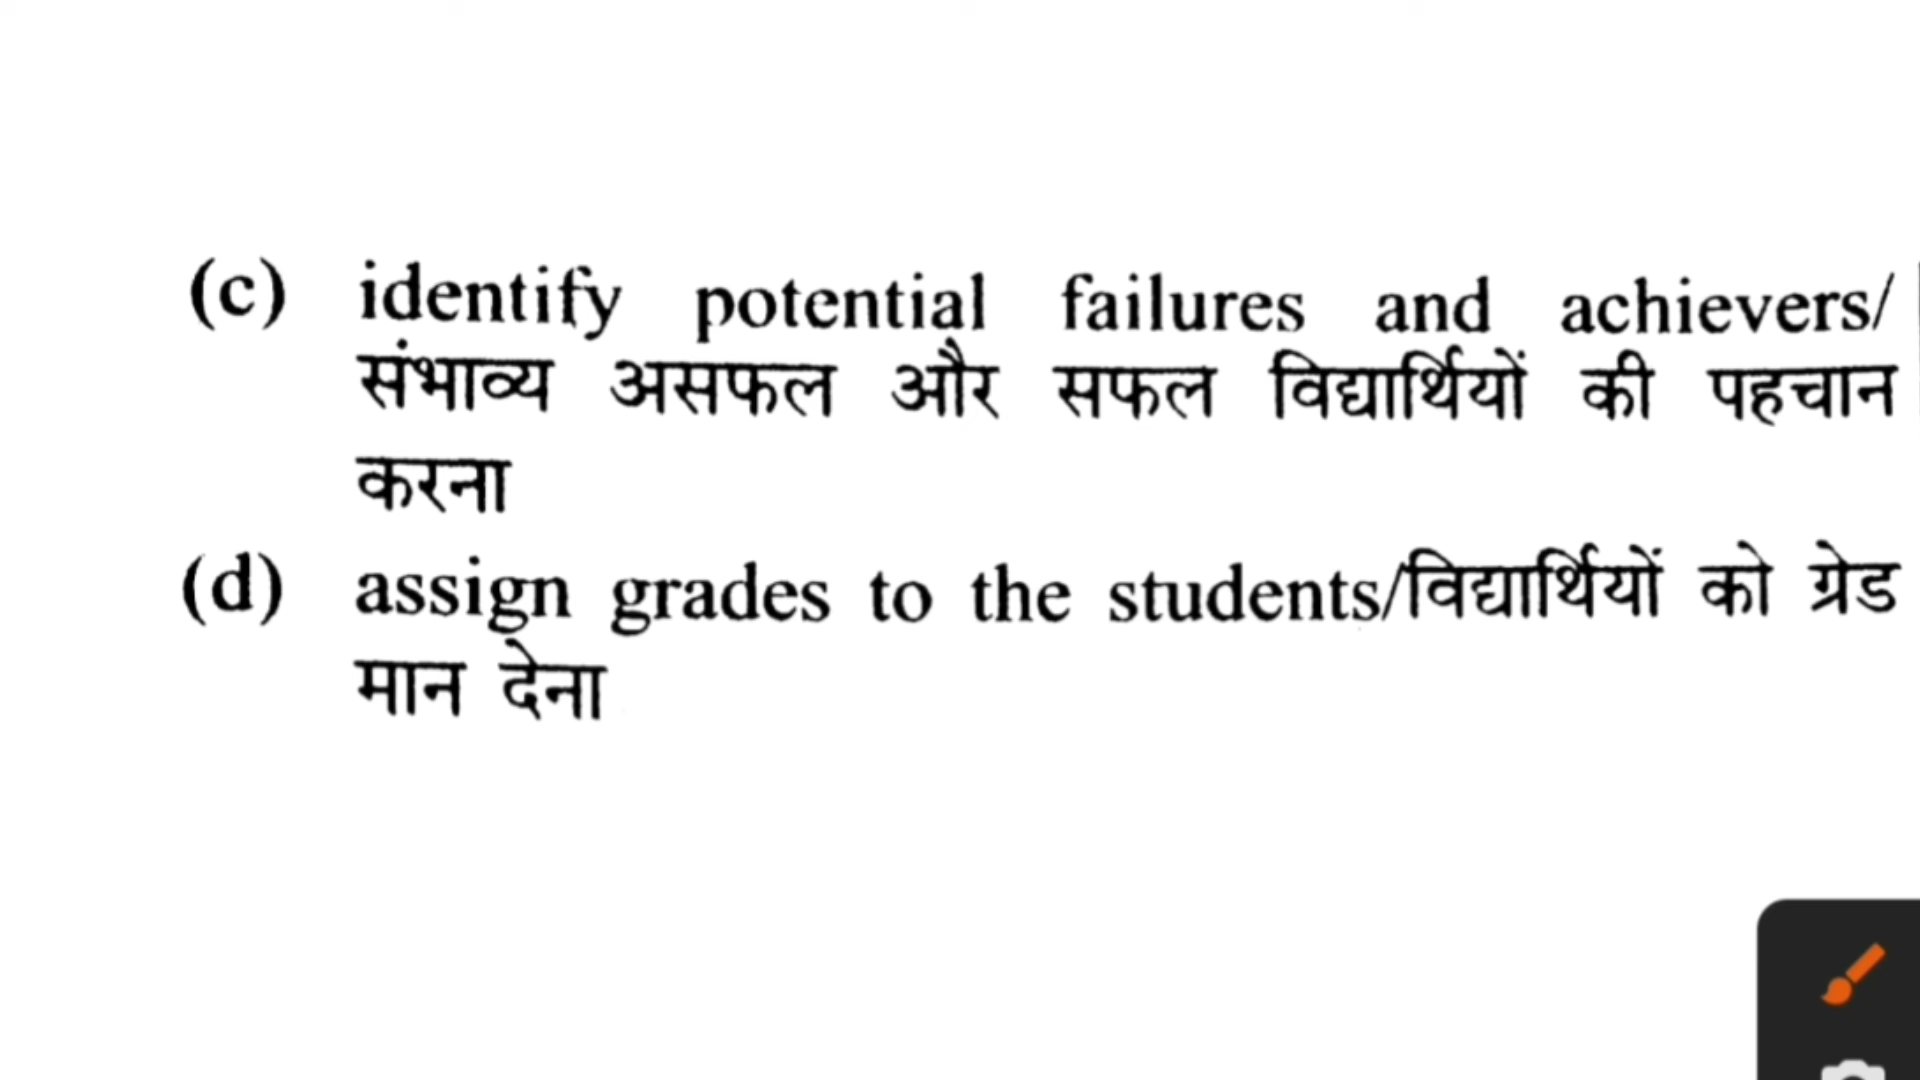 (c) identify potential failures and achievers/
संभाव्य असफल और सफल विद्यार्थियों की पहचान
करना
(d) assign grades to the students/विद्यार्थियों को ग्रेड
मान देना